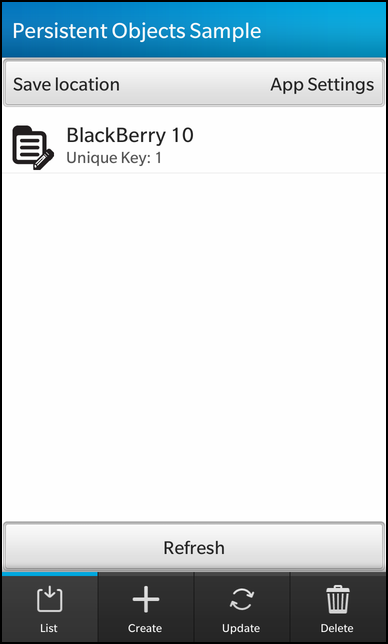 Persistent Objects Sample
Save location App Settings
BlackBerry 10
Unique Key: 1
Refresh
List Create Update Delete